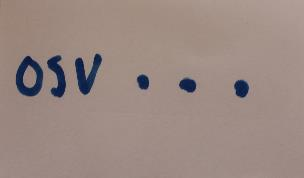 OSV . . .